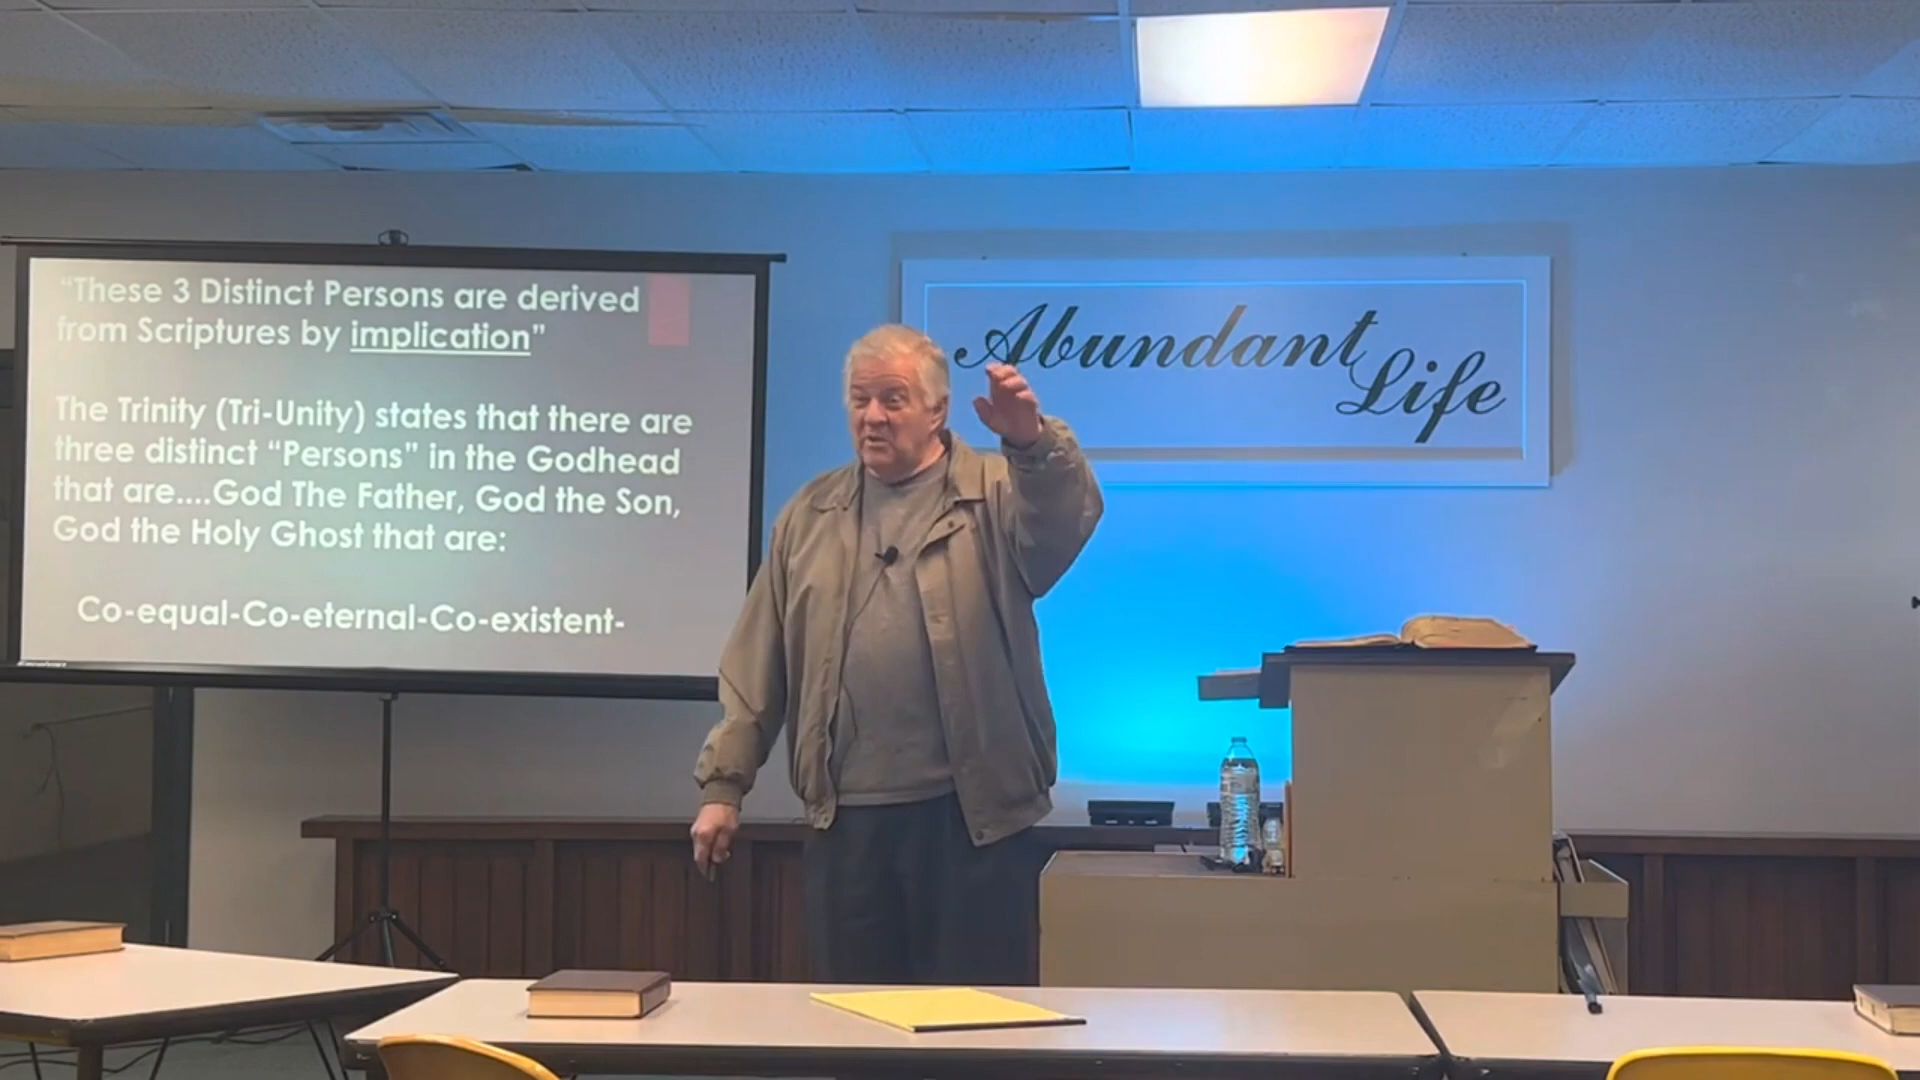 “These 3 Distinct Persons are derived
from Scriptures by implication”
The Trinity (Tri-Unity) states that there are
three distinct “Persons” in the Godhead
that are....God The Father, God the Son,
God the Holy Ghost that are:
Co-equal-Co-eternal-Co-existent-
Abundant
Life